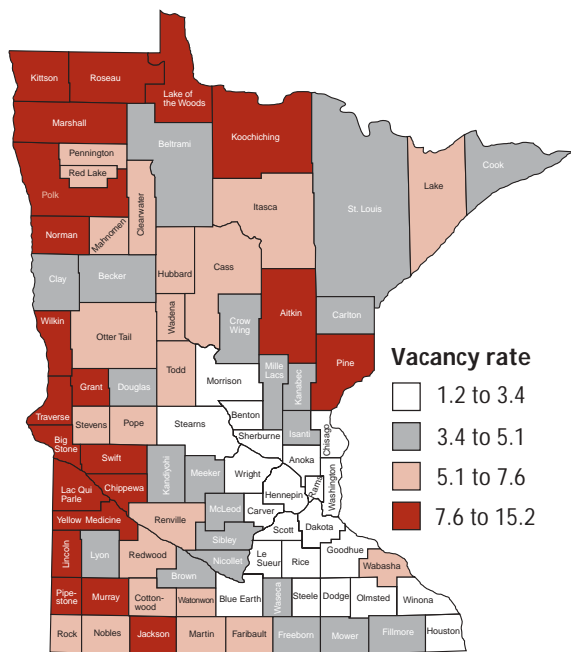 Kittson
Roseau
Lake of
the Woods
Marshall
Koochiching
Beltrami
Pennington
Red Lake
Polk
Clearwater
Cook
Lake
St. Louis
Itasca
Norman
Mahnomen
Cass
Hubbard
Clay
Becker
Aitkin
Carlton
Wilkin
Otter Tail
Wadena
Crow
Wing
Mille
Lacs
Kanabec
Pine
Vacancy rate
1.2 to 3.4
3.4 to 5.1
5.1 to 7.6
7.6 to 15.2
Grant
Douglas
Todd
Morrison
Traverse
Stevens
Pope
Stearns
Benton
Sherburne
Isanti
Chisago
Big
Stone
Swift
Kandiyohi
Meeker
Wright
Anoka
Hennepin
Rams
Washington
Lac Qui
Parle
Chippewa
McLeod
Carver
Yellow Medicine
Renville
Scott
Dakota
Sibley
Lincoln
Lyon
Redwood
Nicollet
Le
Sueur
Rice
Goodhue
Wabasha
Brown
Pipe-
stone
Murray
Cotton-
wood
Watonwon
Blue Earth
Waseca
Steele
Dodge
Olmsted
Winona
Rock
Nobles
Jackson
Martin
Faribault
Freeborn
Mower
Fillmore
Houston